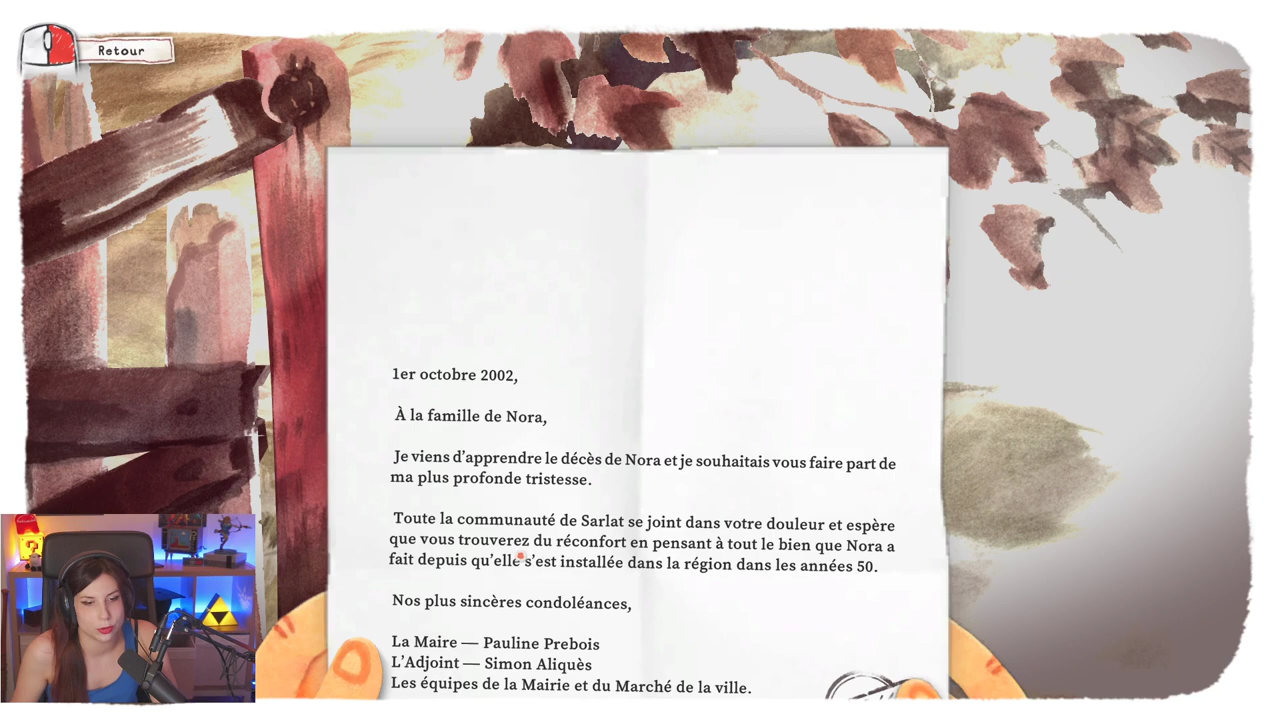 Retour
1er octobre 2002,
À la famille de Nora,
Je viens d'apprendre le décès de Nora et je souhaitais vous faire part de
ma plus profonde tristesse.
Toute la communauté de Sarlat se joint dans votre douleur et espère
que vous trouverez du réconfort en pensant à tout le bien que Nora a
fait depuis qu'elle s'est installée dans la région dans les années 50.
Nos plus sincères condoléances,
La Maire — Pauline Prebois
L'Adjoint — Simon Aliquès
Les équipes de la Mairie et du Marché de la ville.